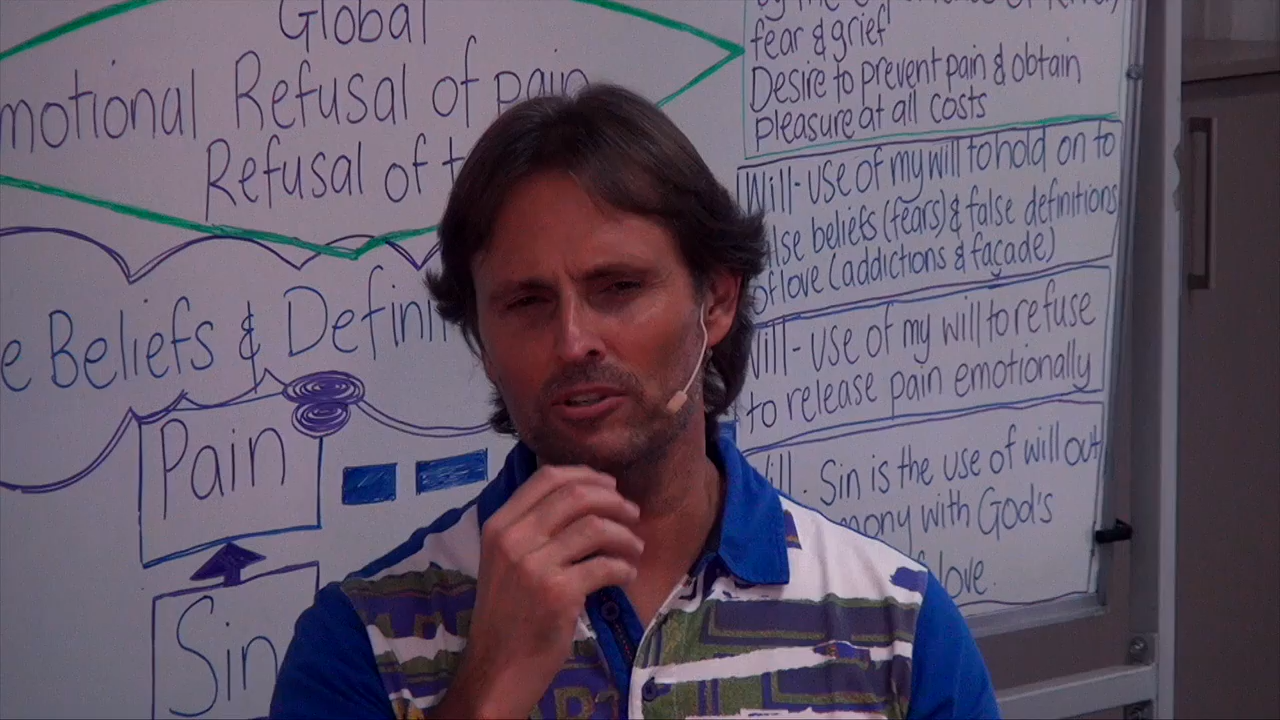 Global
motional Refusal of pain
Refusal of t
e Beliefs & Defini
Pain
Sin
fear & grief
Desire to prevent pain & obtain
pleasure at all costs
Will - use of my will to hold on to
lse beliefs (fears) & false definitions
of love (addictions & façade)
Will - use of my will to refuse
to release pain emotionally
Will. Sin is the use of will out
mony with God's
love.